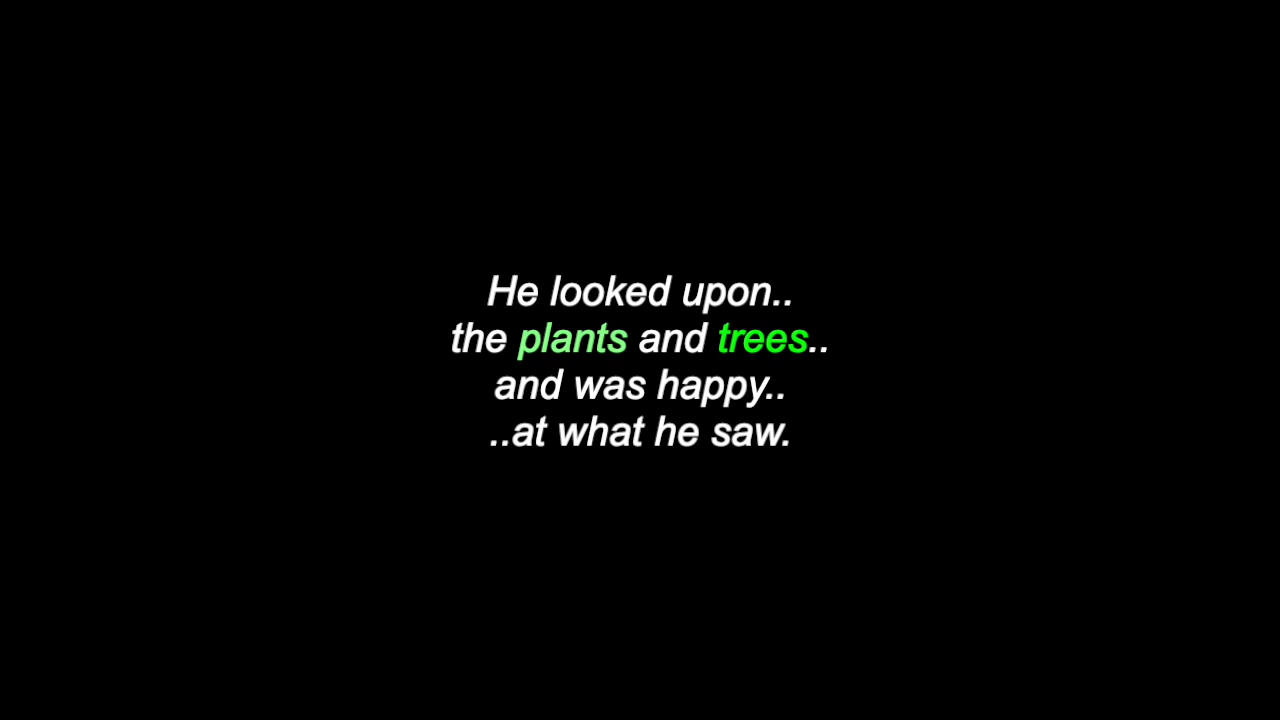 He looked upon..
the plants and trees..
and was happy..
..at what he saw.